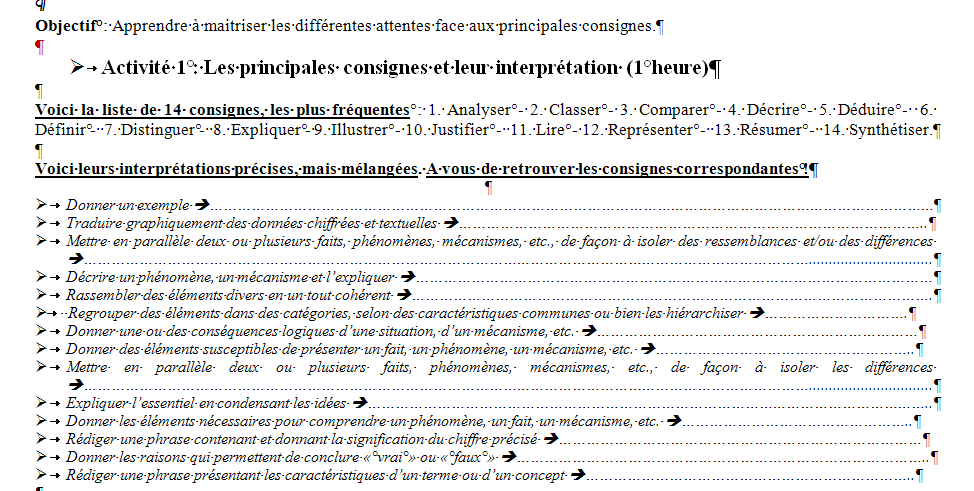 Objectif : Apprendre à maitriser les différentes attentes face aux principales consignes.¶
¶
➢ Activité 1 : Les principales consignes et leur interprétation (1 heure)¶
¶
Voici la liste de 14 consignes, les plus fréquentes : 1. Analyser - 2. Classer - 3. Comparer - 4. Décrire - 5. Déduire - 6.
Définir - 7. Distinguer - 8. Expliquer - 9. Illustrer - 10. Justifier - 11. Lire - 12. Représenter - 13. Résumer - 14. Synthétiser.¶
¶
Voici leurs interprétations précises, mais mélangées. A vous de retrouver les consignes correspondantes !¶
¶
➢ Donner un exemple ➔..........¶
➢ Traduire graphiquement des données chiffrées et textuelles ➔..........¶
➢ Mettre en parallèle deux ou plusieurs faits, phénomènes, mécanismes, etc., de façon à isoler des ressemblances et/ou des différences
➔..........¶
➢ Décrire un phénomène, un mécanisme et l’expliquer ➔..........¶
➢ Rassembler des éléments divers en un tout cohérent ➔..........¶
➢ Regrouper des éléments dans des catégories, selon des caractéristiques communes ou bien les hiérarchiser ➔..........¶
➢ Donner une ou des conséquences logiques d’une situation, d’un mécanisme, etc. ➔..........¶
➢ Donner des éléments susceptibles de présenter un fait, un phénomène, un mécanisme, etc. ➔..........¶
➢ Mettre en parallèle deux ou plusieurs faits, phénomènes, mécanismes, etc., de façon à isoler les différences
➔..........¶
➢ Expliquer l’essentiel en condensant les idées ➔..........¶
➢ Donner les éléments nécessaires pour comprendre un phénomène, un fait, un mécanisme, etc. ➔..........¶
➢ Rédiger une phrase contenant et donnant la signification du chiffre précisé ➔..........¶
➢ Donner les raisons qui permettent de conclure « vrai » ou « faux » ➔..........¶
➢ Rédiger une phrase présentant les caractéristiques d’un terme ou d’un concept ➔..........¶